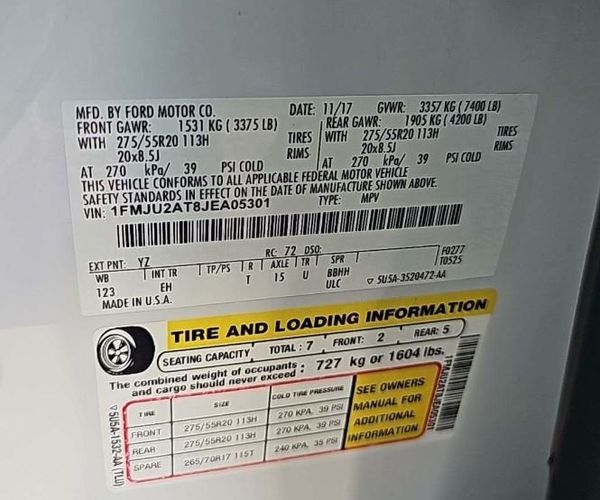 MFD. BY FORD MOTOR CO. DATE: 11/17 GVWR: 3357 KG ( 7400 LB)
FRONT GAWR: 1531 KG ( 3375 LB) REAR GAWR: 1905 KG ( 4200 LB)
WITH 275/55R20 113H TIRES WITH 275/55R20 113H TIRES
20x8.5J RIMS 20x8.5J RIMS
AT 270 kPa/ 39 PSI COLD AT 270 kPa/ 39 PSI COLD
THIS VEHICLE CONFORMS TO ALL APPLICABLE FEDERAL MOTOR VEHICLE
SAFETY STANDARDS IN EFFECT ON THE DATE OF MANUFACTURE SHOWN ABOVE.
VIN: 1FMJU2AT8JEA05301 TYPE: MPV
EXT PNT: YZ RC: 72 DSO: F0277
WB INT TR TP/PS R AXLE TR SPR T0525
123 EH T 15 U BBHH
MADE IN U.S.A. ULC 5U5A-3520472-AA
TIRE AND LOADING INFORMATION
SEATING CAPACITY TOTAL : 7 FRONT: 2 REAR: 5
The combined weight of occupants and cargo should never exceed : 727 kg or 1604 lbs.
TIRE SIZE COLD TIRE PRESSURE
FRONT 275/55R20 113H 270 KPA, 39 PSI
REAR 275/55R20 113H 270 KPA, 39 PSI
SPARE 265/70R17 115T 240 KPA, 35 PSI
SEE OWNERS
MANUAL FOR
ADDITIONAL
INFORMATION
5U5A-1532-AA (TLU)
1FMJU2AT8JEA05301